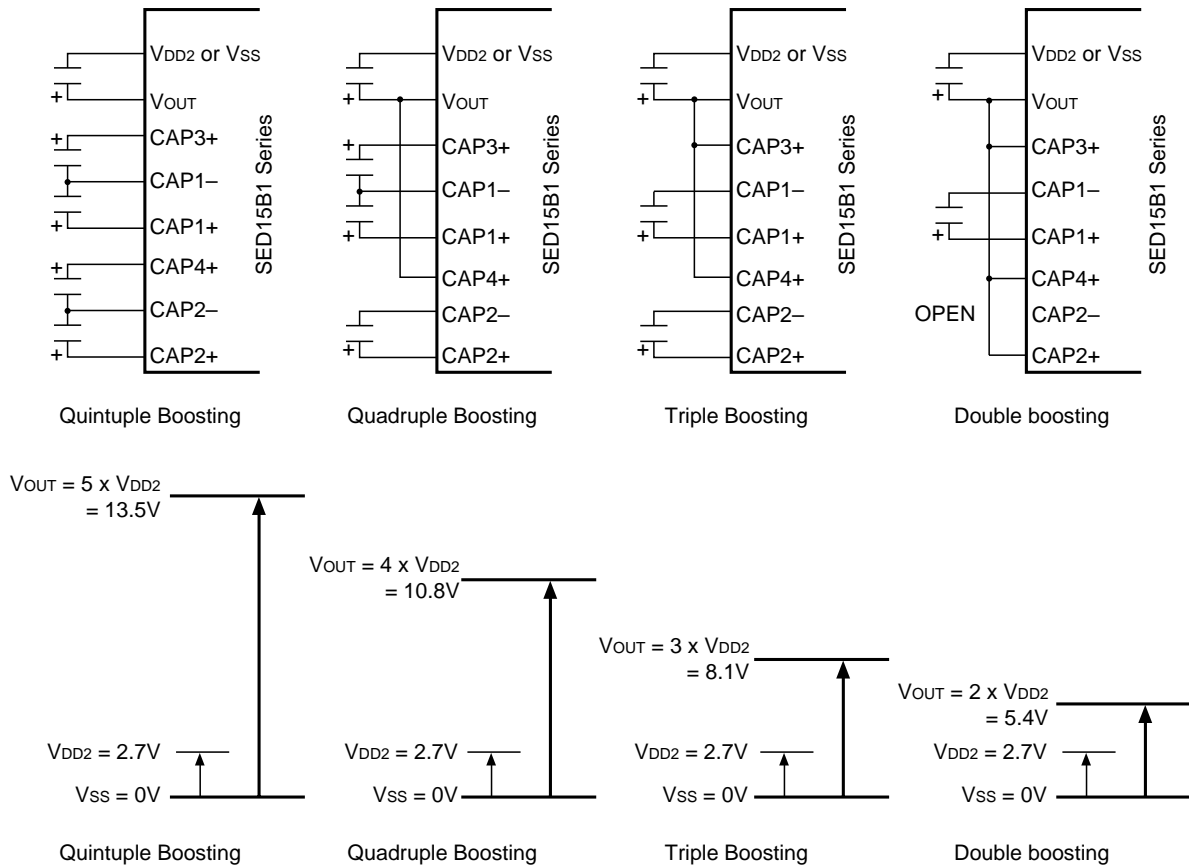 VDD2 or VSS
VOUT
CAP3+
CAP1–
CAP1+
CAP4+
CAP2–
CAP2+
+
+
+
+
+
SED15B1 Series
Quintuple Boosting
VDD2 or VSS
VOUT
CAP3+
CAP1–
CAP1+
CAP4+
CAP2–
CAP2+
+
+
+
+
SED15B1 Series
Quadruple Boosting
VDD2 or VSS
VOUT
CAP3+
CAP1–
CAP1+
CAP4+
CAP2–
CAP2+
+
+
+
SED15B1 Series
Triple Boosting
VDD2 or VSS
VOUT
CAP3+
CAP1–
CAP1+
CAP4+
OPEN
CAP2–
CAP2+
+
+
SED15B1 Series
Double boosting
VOUT = 5 x VDD2
= 13.5V
VDD2 = 2.7V
VSS = 0V
Quintuple Boosting
VOUT = 4 x VDD2
= 10.8V
VDD2 = 2.7V
VSS = 0V
Quadruple Boosting
VOUT = 3 x VDD2
= 8.1V
VDD2 = 2.7V
VSS = 0V
Triple Boosting
VOUT = 2 x VDD2
= 5.4V
VDD2 = 2.7V
VSS = 0V
Double Boosting